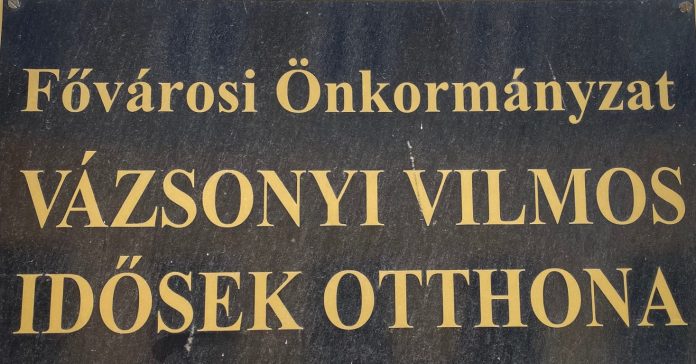 Fővárosi Önkormányzat
VÁZSONYI VILMOS
IDŐSEK OTTHONA